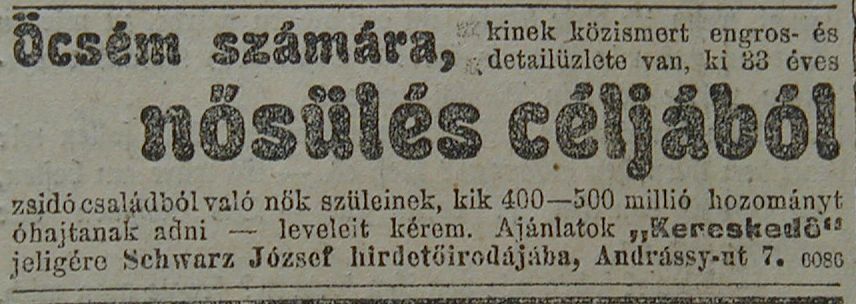 Öcsém számára, kinek közismert engros- és
detailüzlete van, ki 33 éves
nősülés céljából
zsidó családból való nők szüleinek, kik 400—500 millió hozományt
óhajtanak adni — leveleit kérem. Ajánlatok „Kereskedő“
jeligére Schwarz József hirdetőirodájába, Andrássy-ut 7. 6086